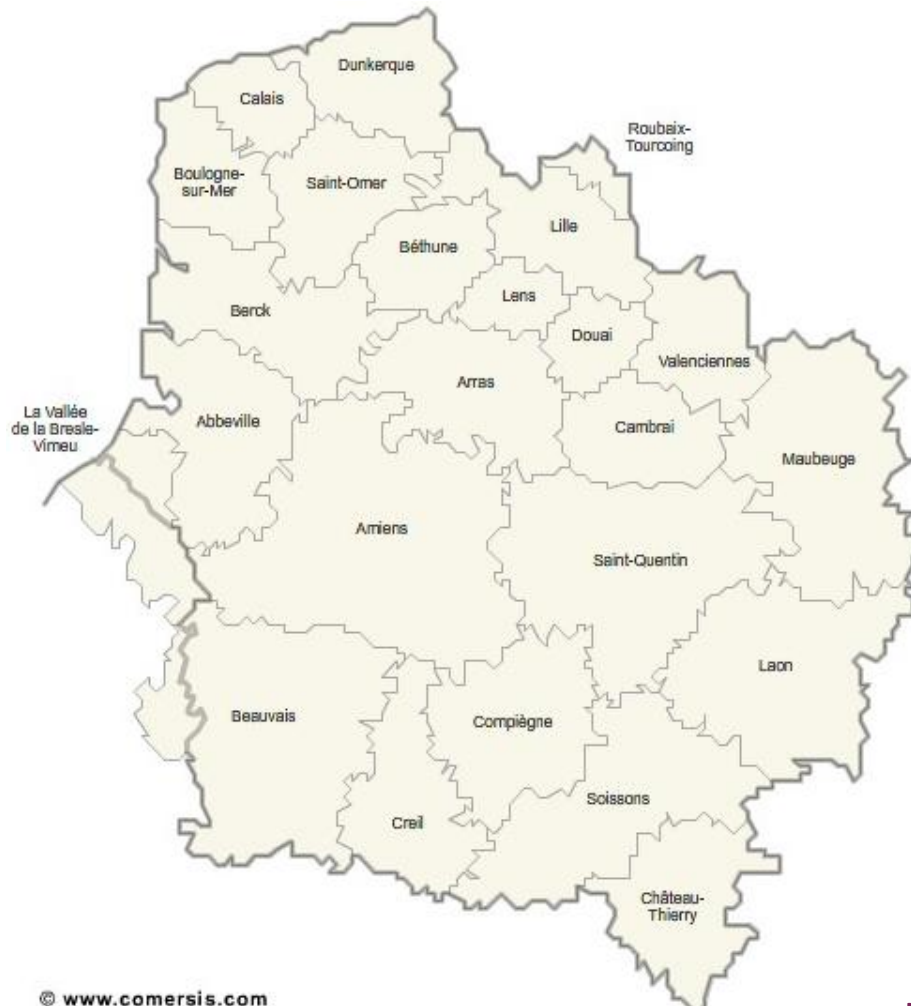 Dunkerque
Calais
Roubaix-
Tourcoing
Boulogne-
sur-Mer
Saint-Omer
Lille
Béthune
Lens
Berck
Douai
Valenciennes
Arras
La Vallée
de la Bresle-
Vimeu
Abbeville
Cambrai
Maubeuge
Amiens
Saint-Quentin
Laon
Beauvais
Compiègne
Soissons
Creil
Château-
Thierry
© www.comersis.com